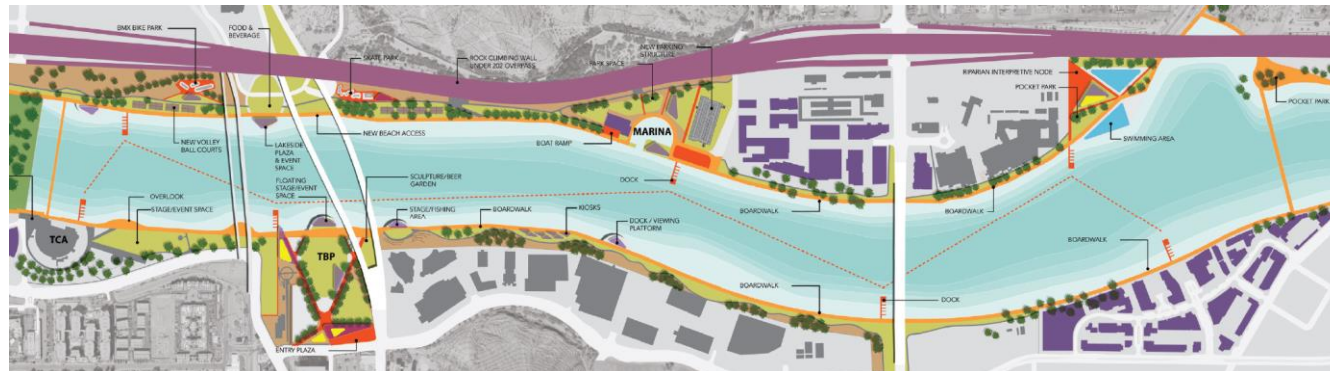 BMX BIKE PARK
FOOD &
BEVERAGE
SKATE PARK
ROCK CLIMBING WALL
UNDER 202 OVERPASS
NEW PARKING
STRUCTURE
PARK SPACE
RIPARIAN INTERPRETIVE NODE
POCKET PARK
POCKET PARK
NEW VOLLEY
BALL COURTS
LAKESIDE
PLAZA
& EVENT
SPACE
NEW BEACH ACCESS
BOAT RAMP
MARINA
SWIMMING AREA
DOCK
BOARDWALK
BOARDWALK
OVERLOOK
STAGE/EVENT SPACE
FLOATING
STAGE/EVENT
SPACE
SCULPTURE/BEER
GARDEN
STAGE/FISHING
AREA
BOARDWALK
KIOSKS
DOCK / VIEWING
PLATFORM
BOARDWALK
TCA
TBP
BOARDWALK
DOCK
ENTRY PLAZA